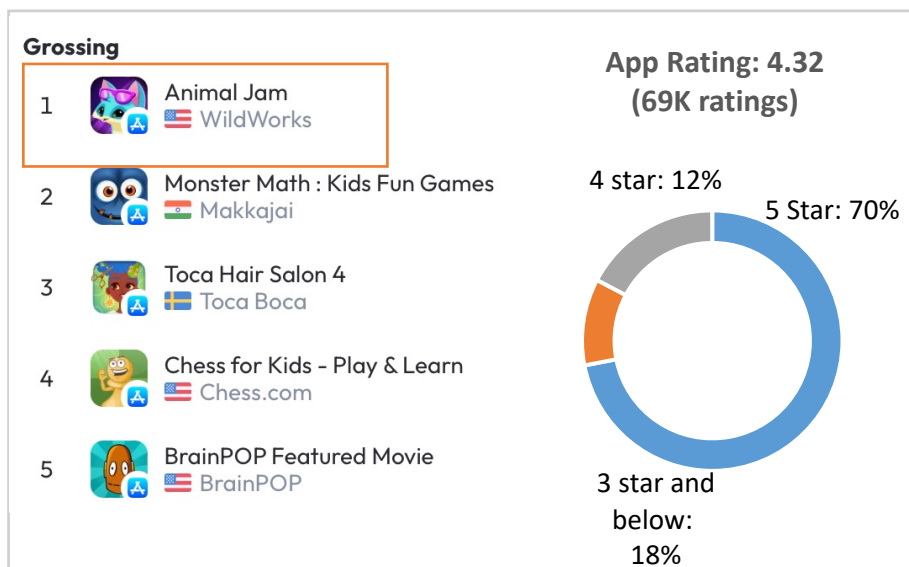 Grossing
1
Animal Jam
WildWorks
2
Monster Math : Kids Fun Games
Makkajai
3
Toca Hair Salon 4
Toca Boca
4
Chess for Kids - Play & Learn
Chess.com
5
BrainPOP Featured Movie
BrainPOP
App Rating: 4.32
(69K ratings)
4 star: 12%
5 Star: 70%
3 star and
below:
18%